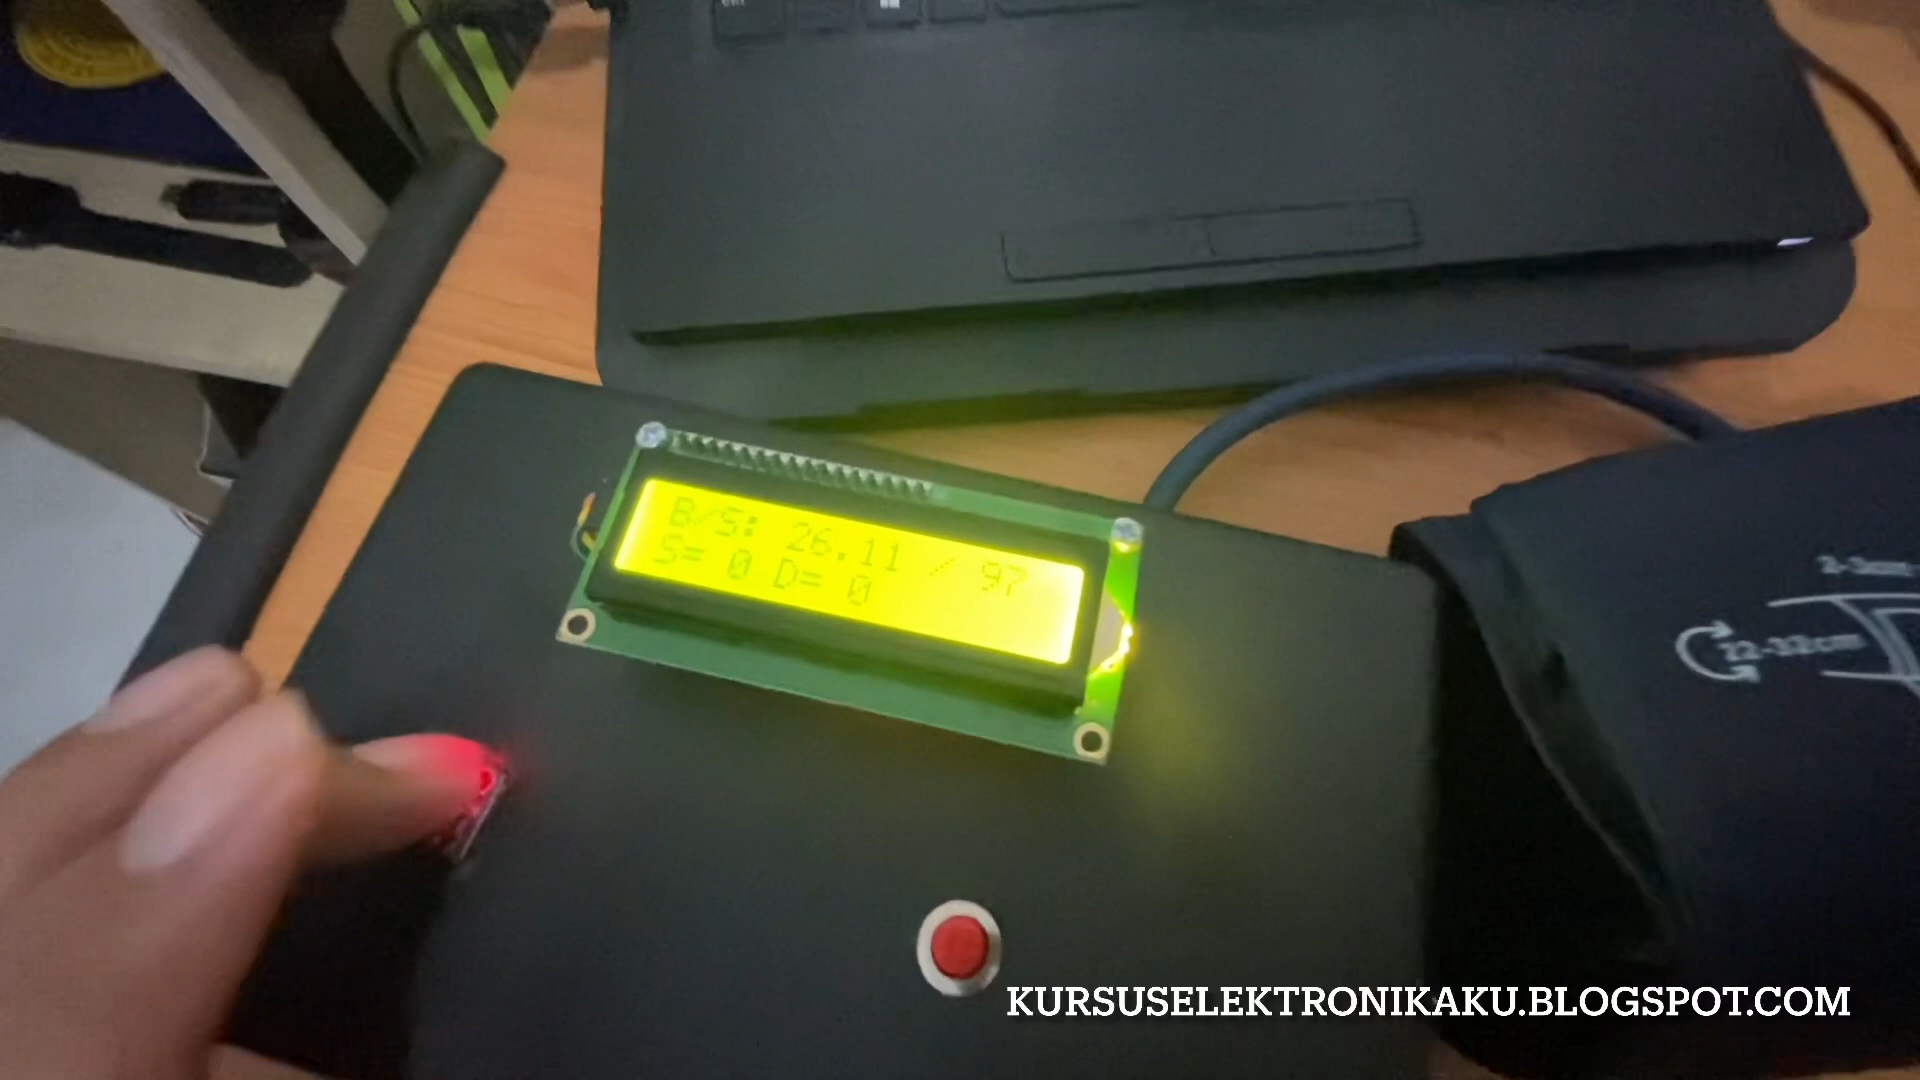 B/S: 26.11 / 97
S= 0 D= 0
22-32cm
KURSUSELEKTRONIKAKU.BLOGSPOT.COM